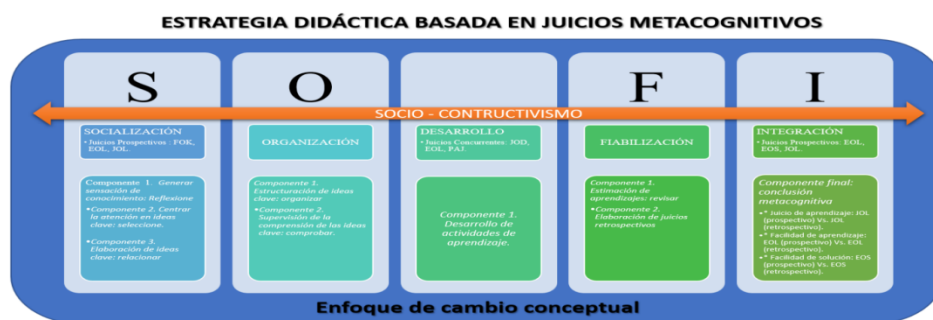 ESTRATEGIA DIDÁCTICA BASADA EN JUICIOS METACOGNITIVOS
S O F I
SOCIO - CONTRUCTIVISMO
SOCIALIZACIÓN
• Juicios Prospectivos : FOK,
EOL, JOL.
Componente 1. Generar
sensación de
conocimiento: Reflexione
•Componente 2. Centrar
la atención en ideas
clave: seleccione.
•Componente 3.
Elaboración de ideas
clave: relacionar
ORGANIZACIÓN
Componente 1.
Estructuración de ideas
clave: organizar
•Componente 2.
Supervisión de la
comprensión de las ideas
clave: comprobar.
DESARROLLO
• Juicios Concurrentes: JOD,
EOL, PAJ.
Componente 1.
Desarrollo de
actividades de
aprendizaje.
FIABILIZACIÓN
Componente 1.
Estimación de
aprendizajes: revisar
•Componente 2.
Elaboración de juicios
retrospectivos
INTEGRACIÓN
• Juicios Prospectivos: EOL,
EOS, JOL.
Componente final:
conclusión
metacognitiva
•* Juicio de aprendizaje: JOL
(prospectivo) Vs. JOL
(retrospectivo).
•* Facilidad de aprendizaje:
EOL (prospectivo) Vs. EOL
(retrospectivo).
•* Facilidad de solución: EOS
(prospectivo) Vs. EOS
(retrospectivo).
Enfoque de cambio conceptual